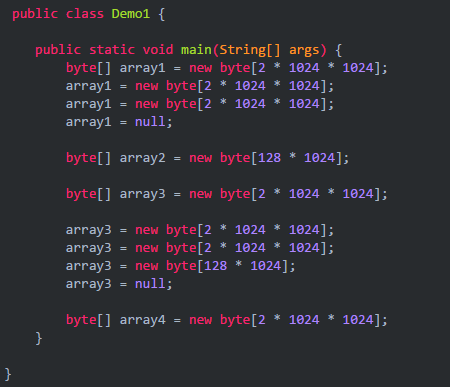 public class Demo1 {
public static void main(String[] args) {
byte[] array1 = new byte[2 * 1024 * 1024];
array1 = new byte[2 * 1024 * 1024];
array1 = new byte[2 * 1024 * 1024];
array1 = null;
byte[] array2 = new byte[128 * 1024];
byte[] array3 = new byte[2 * 1024 * 1024];
array3 = new byte[2 * 1024 * 1024];
array3 = new byte[2 * 1024 * 1024];
array3 = new byte[128 * 1024];
array3 = null;
byte[] array4 = new byte[2 * 1024 * 1024];
}
}